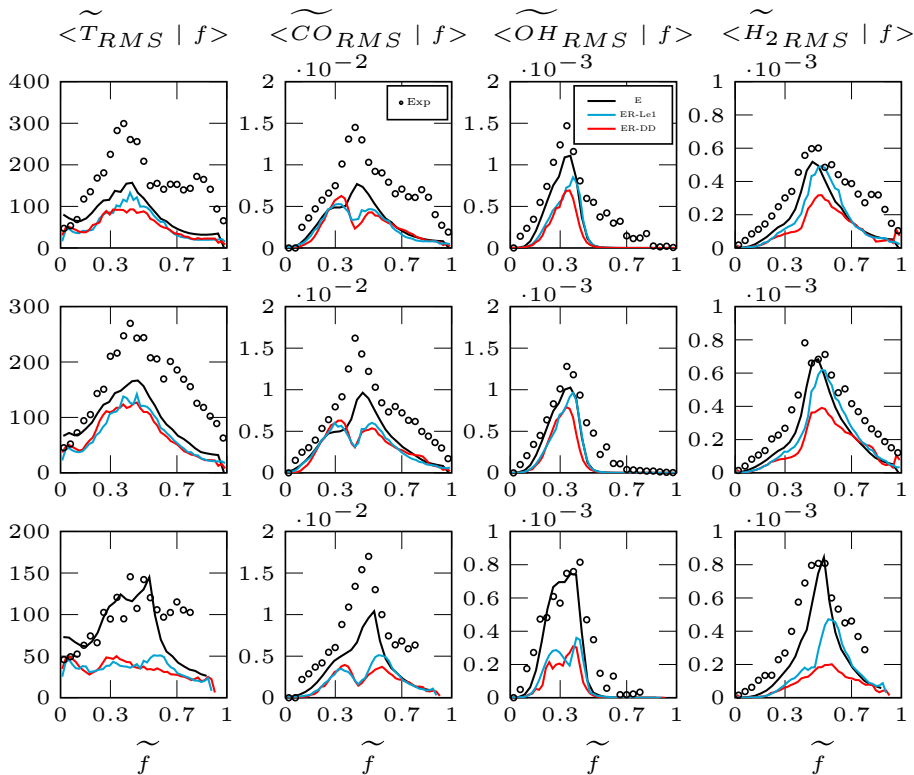 <T̃_RMS | f> <C͠O_RMS | f> <O͠H_RMS | f> <H̃_2RMS | f>
·10^−2 ·10^−3 ·10^−3
400 300 200 100 0
0 0.3 0.7 1
2 1.5 1 0.5 0
0 0.3 0.7 1
Exp
2 1.5 1 0.5 0
0 0.3 0.7 1
E
ER-Le1
ER-DD
1 0.8 0.6 0.4 0.2 0
0 0.3 0.7 1
·10^−2 ·10^−3 ·10^−3
300 200 100 0
0 0.3 0.7 1
2 1.5 1 0.5 0
0 0.3 0.7 1
2 1.5 1 0.5 0
0 0.3 0.7 1
1 0.8 0.6 0.4 0.2 0
0 0.3 0.7 1
·10^−2 ·10^−3 ·10^−3
200 150 100 50 0
0 0.3 0.7 1
2 1.5 1 0.5 0
0 0.3 0.7 1
1 0.8 0.6 0.4 0.2 0
0 0.3 0.7 1
1 0.8 0.6 0.4 0.2 0
0 0.3 0.7 1
f̃ f̃ f̃ f̃